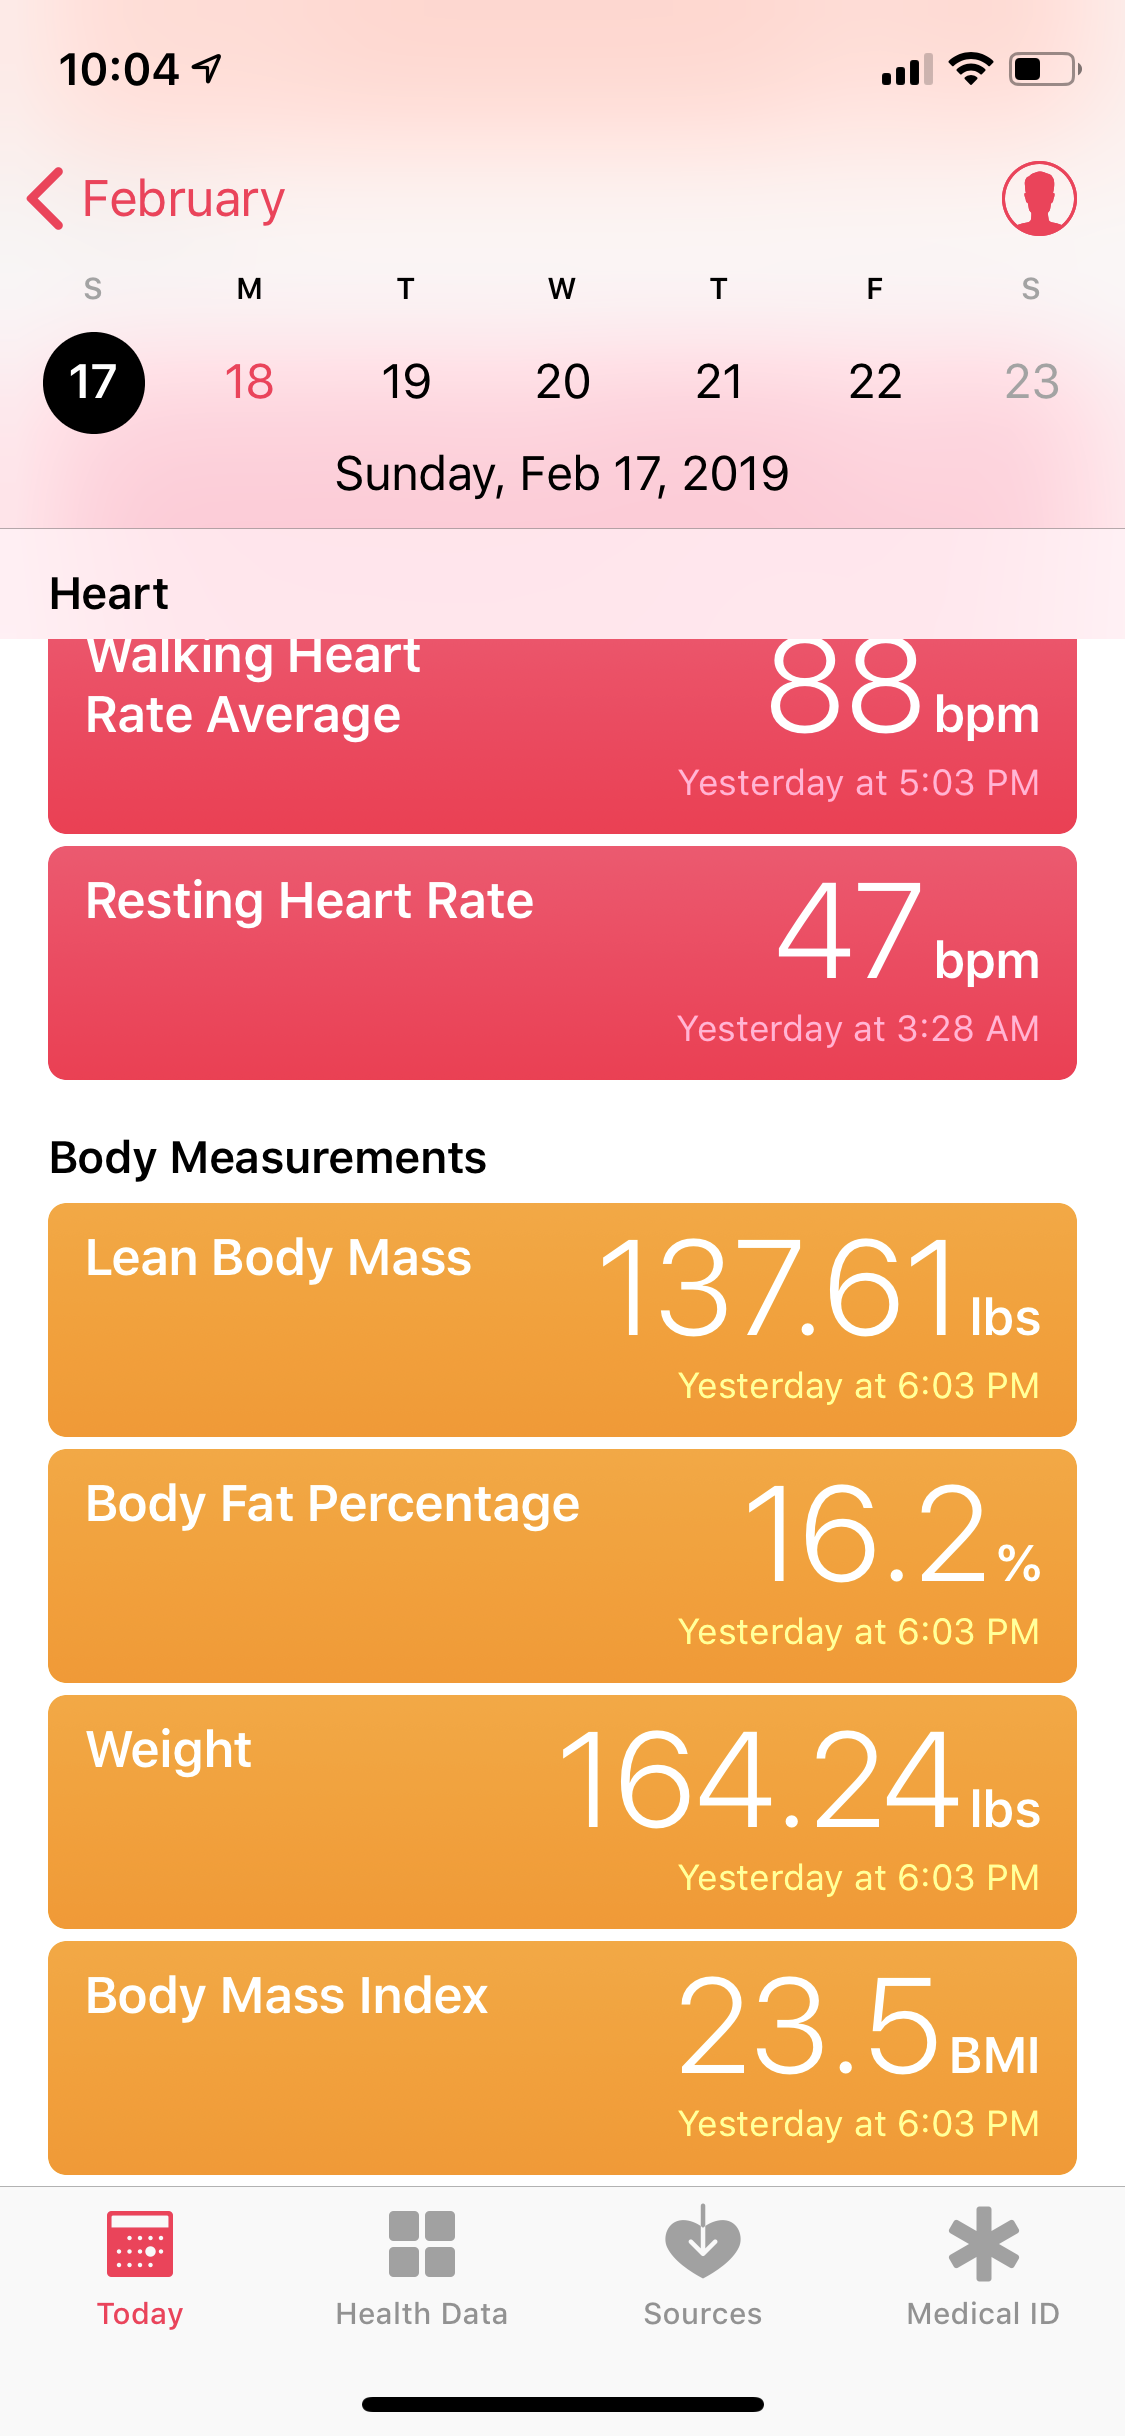 10:04
February
S M T W T F S
17 18 19 20 21 22 23
Sunday, Feb 17, 2019
Heart
Walking Heart
Rate Average
88 bpm
Yesterday at 5:03 PM
Resting Heart Rate
47 bpm
Yesterday at 3:28 AM
Body Measurements
Lean Body Mass
137.61 lbs
Yesterday at 6:03 PM
Body Fat Percentage
16.2 %
Yesterday at 6:03 PM
Weight
164.24 lbs
Yesterday at 6:03 PM
Body Mass Index
23.5 BMI
Yesterday at 6:03 PM
Today
Health Data
Sources
Medical ID